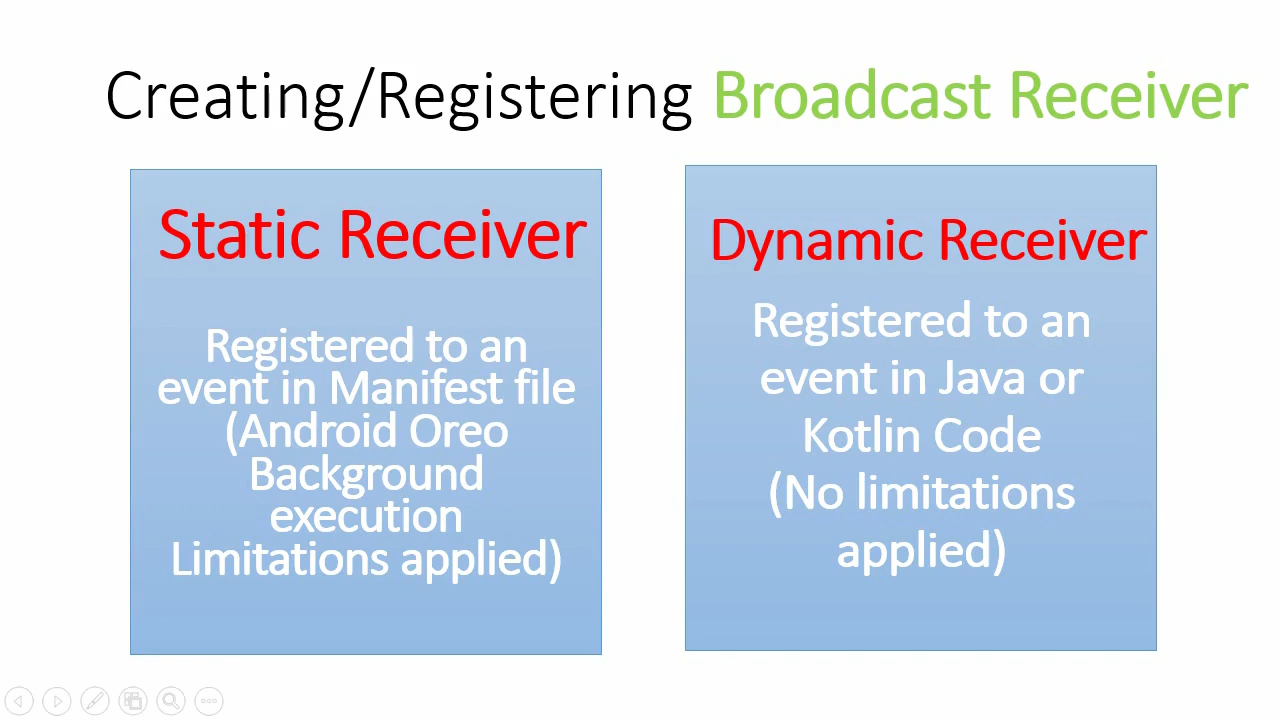 Creating/Registering Broadcast Receiver
Static Receiver
Registered to an
event in Manifest file
(Android Oreo
Background
execution
Limitations applied)
Dynamic Receiver
Registered to an
event in Java or
Kotlin Code
(No limitations
applied)